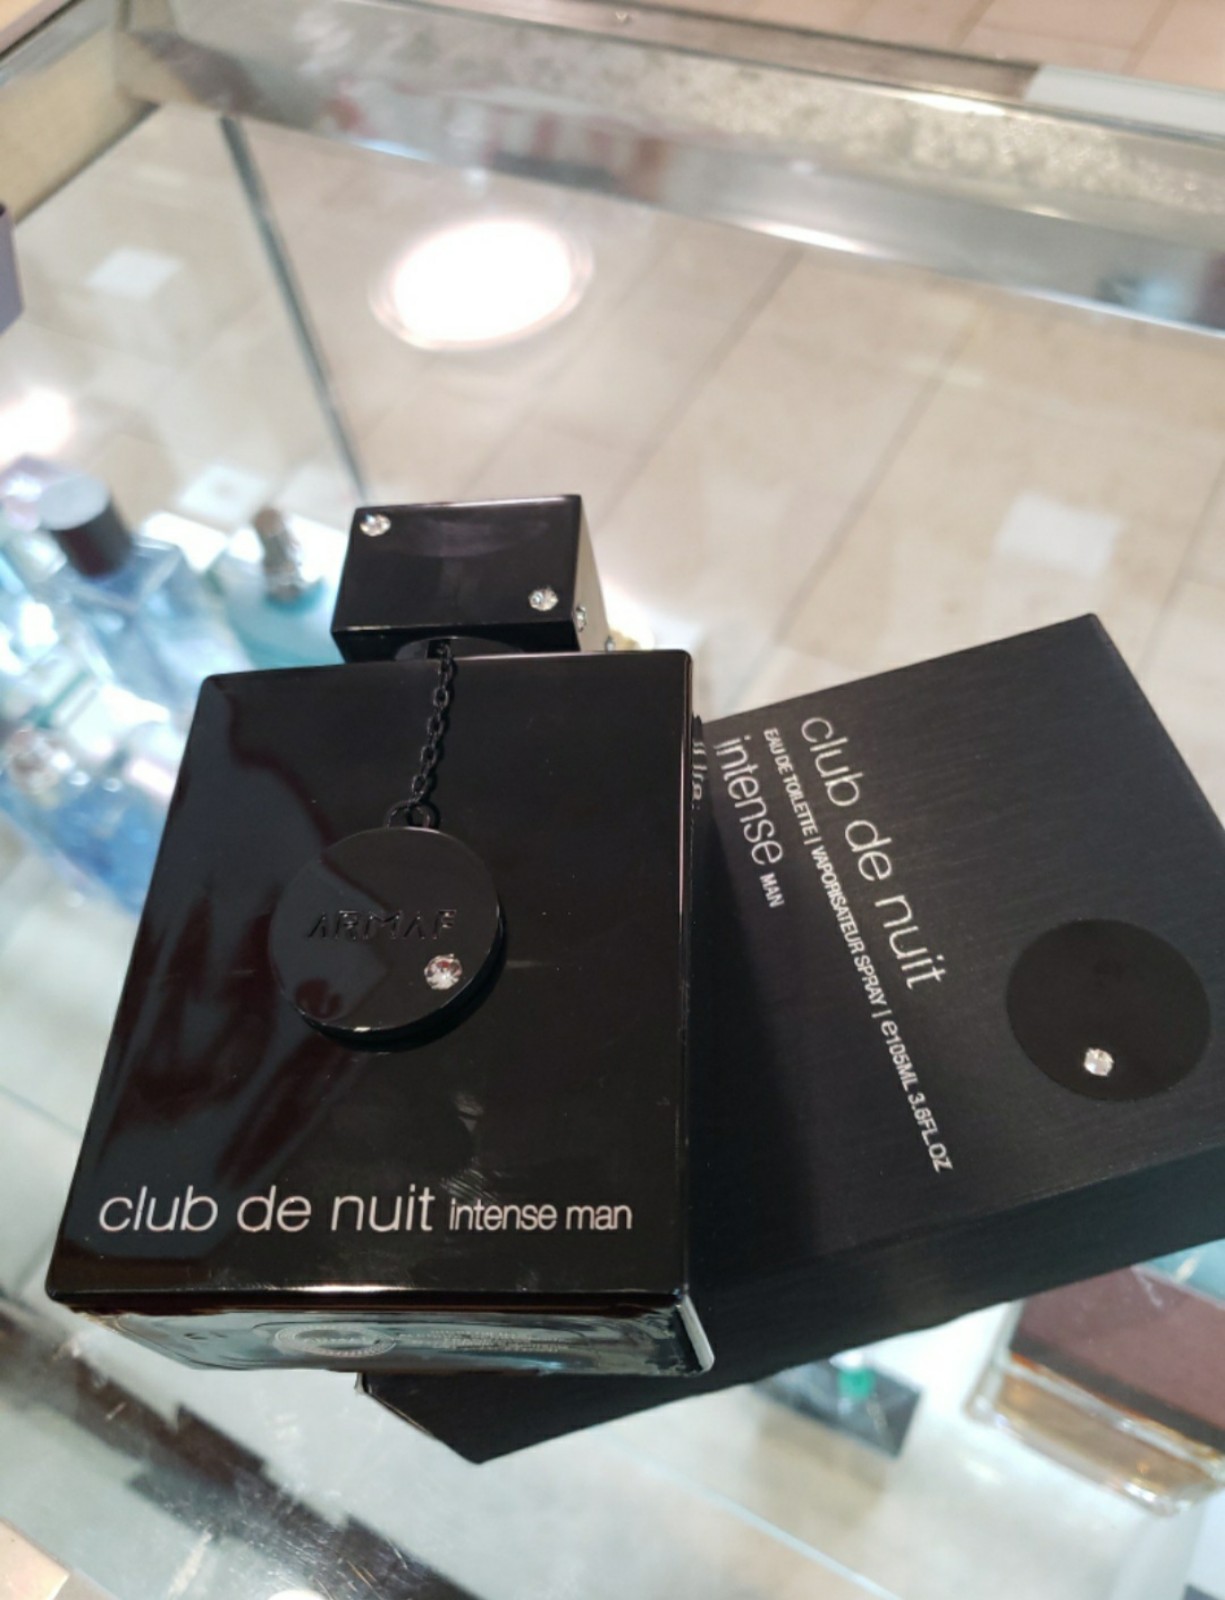 ARMAF
club de nuit intense man
club de nuit
EAU DE TOILETTE | VAPORISATEUR SPRAY | e105ML 3.6FL.OZ
intense MAN